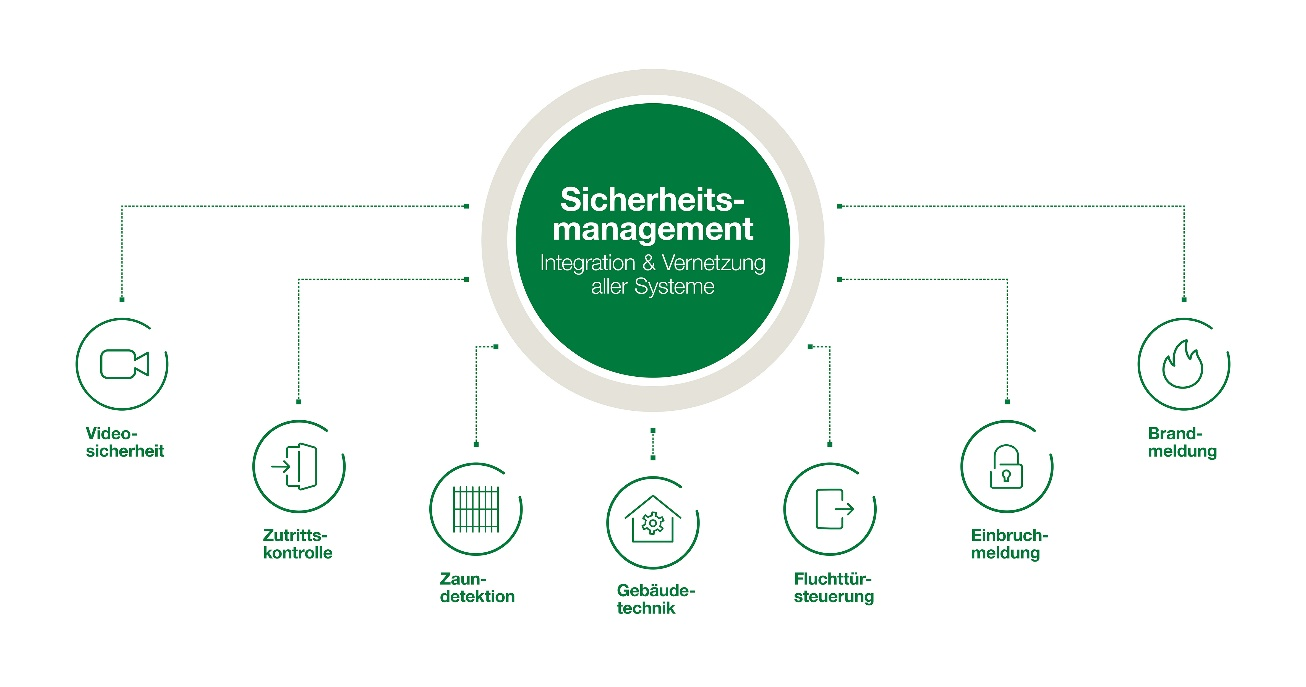 Sicherheits-
management
Integration & Vernetzung
aller Systeme
Video-
sicherheit
Zutritts-
kontrolle
Zaun-
detektion
Gebäude-
technik
Fluchttür-
steuerung
Einbruch-
meldung
Brand-
meldung